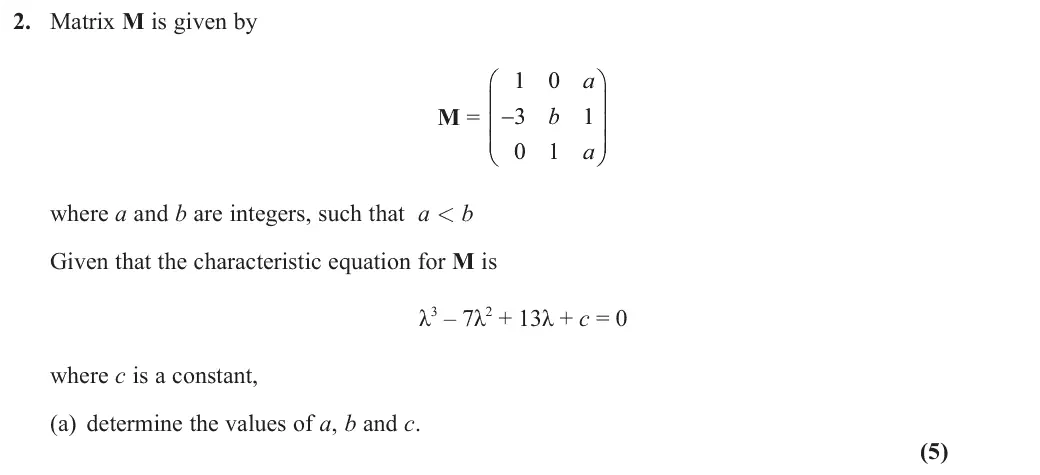 2. Matrix M is given by
M = ( 1 0 a
−3 b 1
0 1 a )
where a and b are integers, such that a < b
Given that the characteristic equation for M is
λ³ – 7λ² + 13λ + c = 0
where c is a constant,
(a) determine the values of a, b and c.
(5)